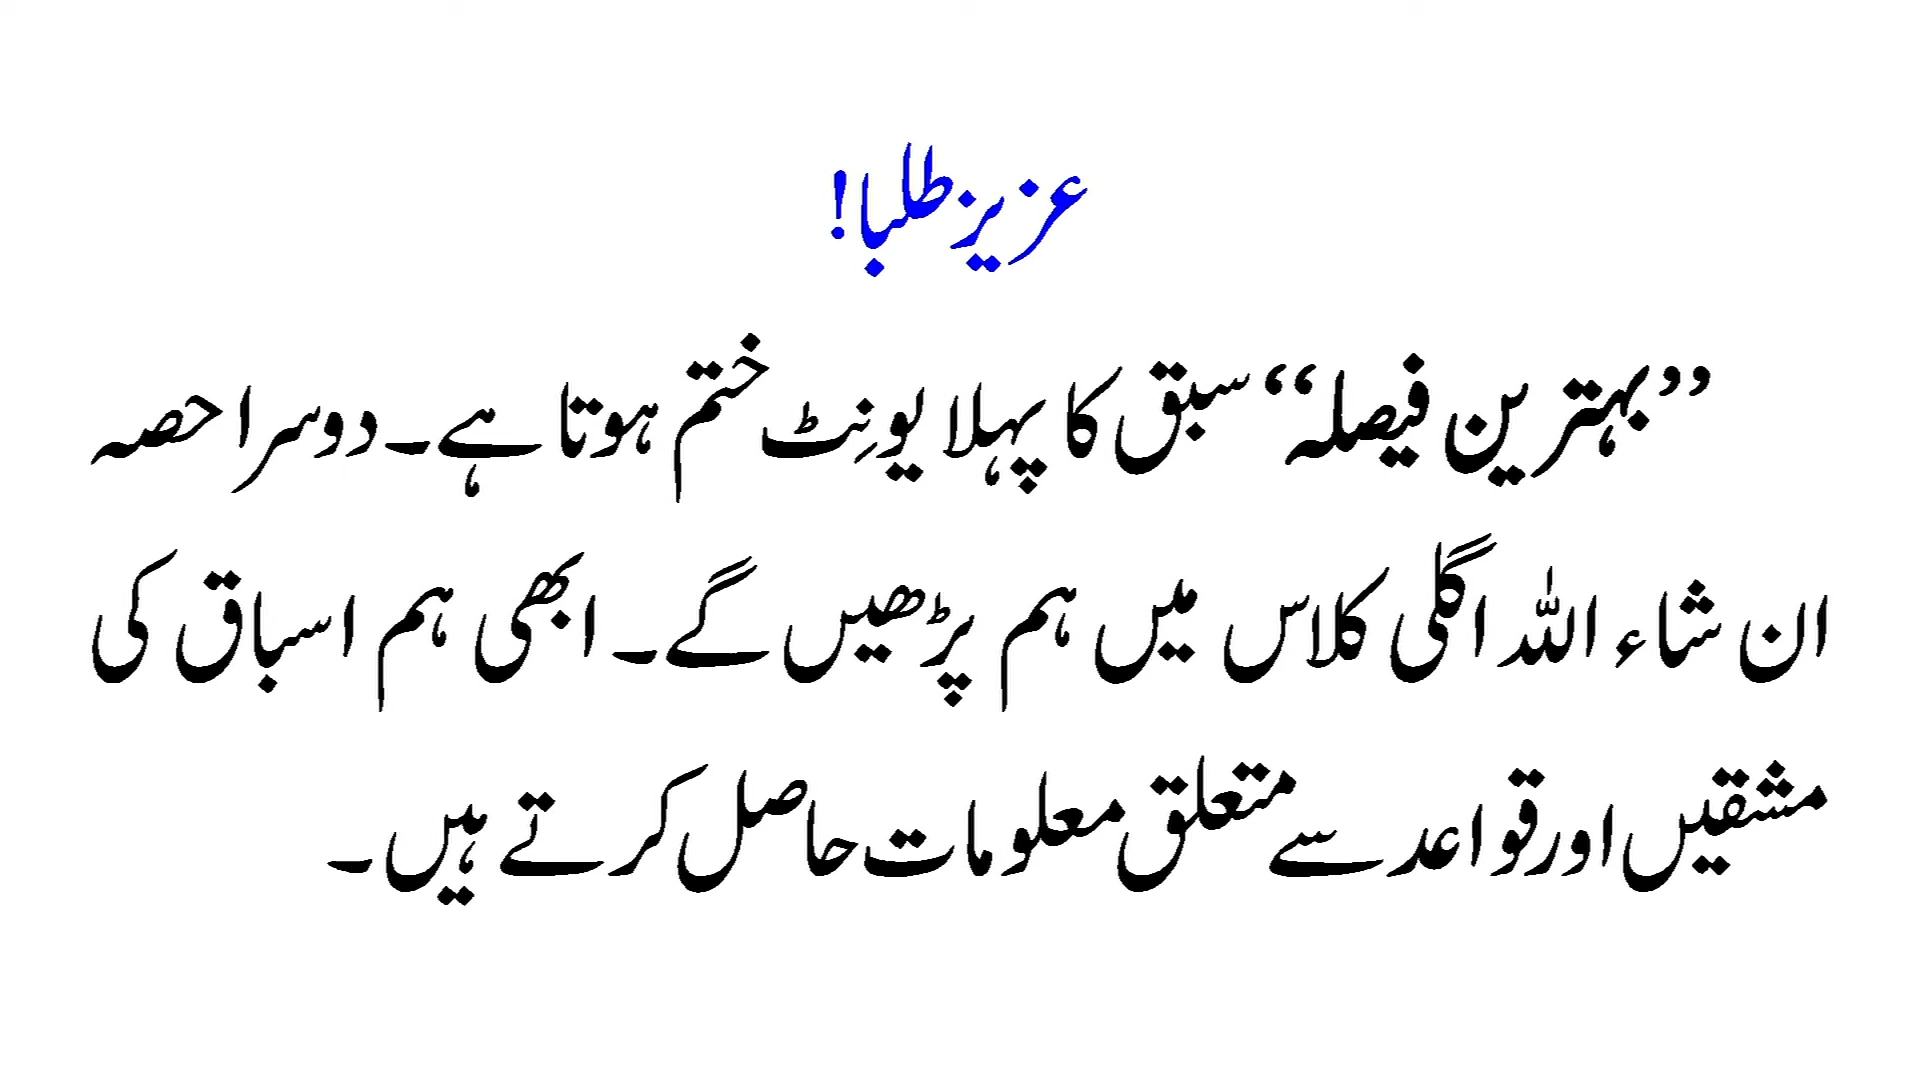 عزیز طلبا!
”بہترین فیصلہ“ سبق کا پہلا یونِٹ ختم ہوتا ہے۔ دوسرا حصہ
ان شاء اللہ اگلی کلاس میں ہم پڑھیں گے۔ ابھی ہم اسباق کی
مشقیں اور قواعد سے متعلق معلومات حاصل کرتے ہیں۔